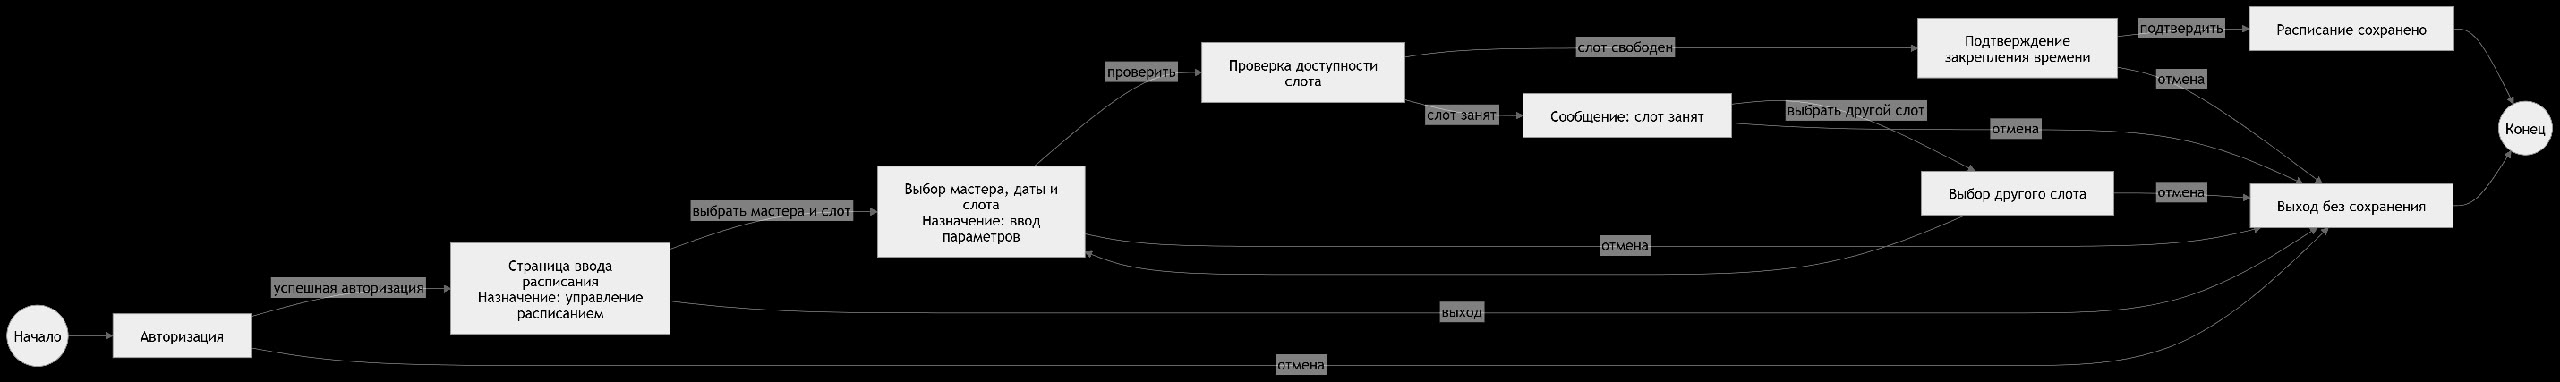 Начало
Авторизация
успешная авторизация
отмена
Страница ввода
расписания
Назначение: управление
расписанием
выбрать мастера и слот
выход
Выбор мастера, даты и
слота
Назначение: ввод
параметров
проверить
отмена
Проверка доступности
слота
слот свободен
слот занят
Сообщение: слот занят
выбрать другой слот
отмена
Подтверждение
закрепления времени
подтвердить
отмена
Выбор другого слота
отмена
Расписание сохранено
Выход без сохранения
Конец